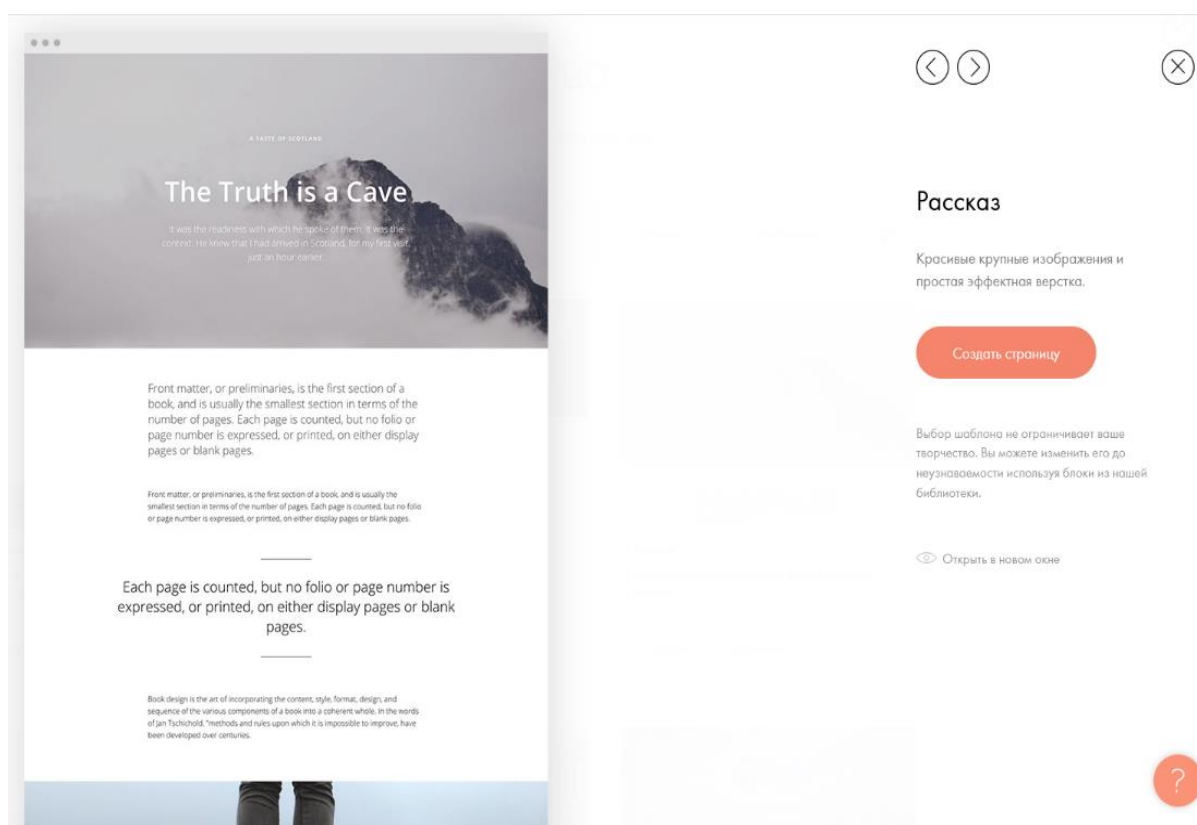 A TASTE OF SCOTLAND
The Truth is a Cave
It was the readiness with which he spoke of them. It was the
context. He knew that I had arrived in Scotland, for my first visit,
just an hour earlier.
Front matter, or preliminaries, is the first section of a
book, and is usually the smallest section in terms of the
number of pages. Each page is counted, but no folio or
page number is expressed, or printed, on either display
pages or blank pages.
Front matter, or preliminaries, is the first section of a book, and is usually the
smallest section in terms of the number of pages. Each page is counted, but no folio
or page number is expressed, or printed, on either display pages or blank pages.
Each page is counted, but no folio or page number is
expressed, or printed, on either display pages or blank
pages.
Book design is the art of incorporating the content, style, format, design, and
sequence of the various components of a book into a coherent whole. In the words
of Jan Tschichold, "methods and rules upon which it is impossible to improve, have
been developed over centuries.
Рассказ
Красивые крупные изображения и
простая эффектная верстка.
Создать страницу
Выбор шаблона не ограничивает ваше
творчество. Вы можете изменить его до
неузнаваемости используя блоки из нашей
библиотеки.
Открыть в новом окне
?